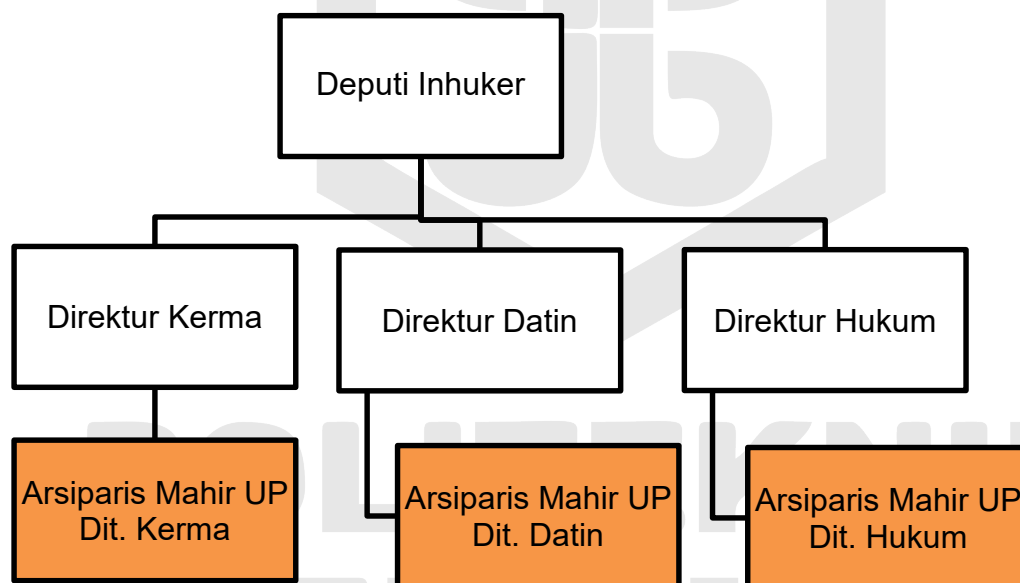 Deputi Inhuker
Direktur Kerma
Direktur Datin
Direktur Hukum
Arsiparis Mahir UP
Dit. Kerma
Arsiparis Mahir UP
Dit. Datin
Arsiparis Mahir UP
Dit. Hukum